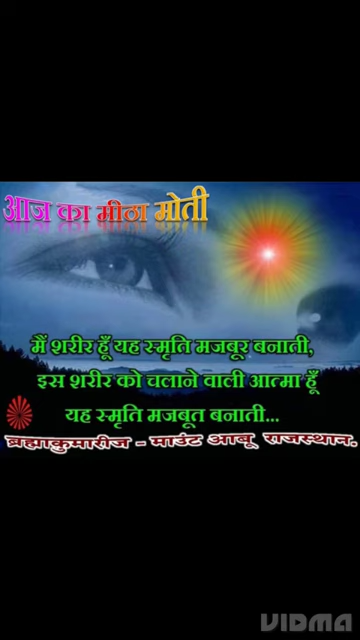 आज का मीठा मोती
मैं शरीर हूँ यह स्मृति मजबूर बनाती,
इस शरीर को चलाने वाली आत्मा हूँ
यह स्मृति मजबूत बनाती...
ब्रह्माकुमारीज - माउंट आबू राजस्थान.
VIDMA